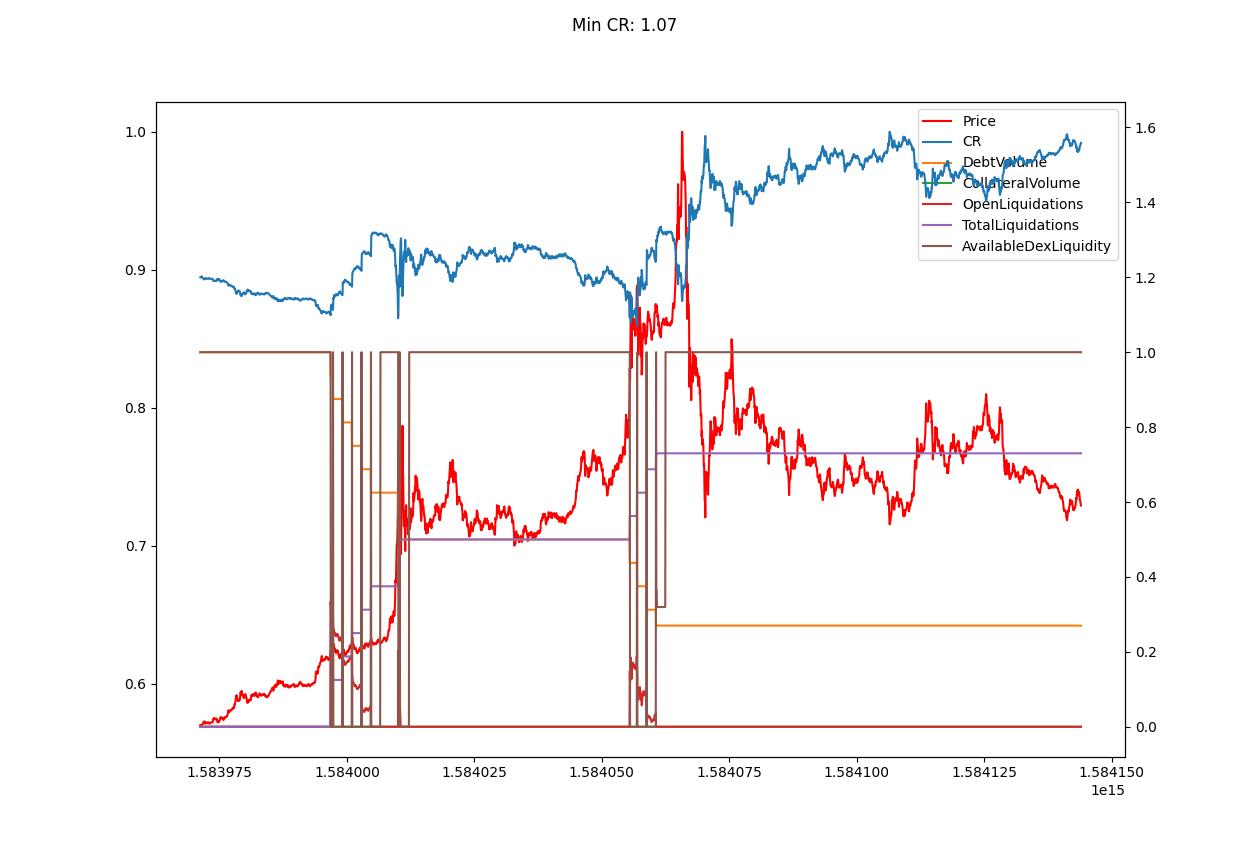 Min CR: 1.07
1.0
0.9
0.8
0.7
0.6
1.6
1.4
1.2
1.0
0.8
0.6
0.4
0.2
0.0
Price
CR
DebtVolume
CollateralVolume
OpenLiquidations
TotalLiquidations
AvailableDexLiquidity
1.583975 1.584000 1.584025 1.584050 1.584075 1.584100 1.584125 1.584150
1e15